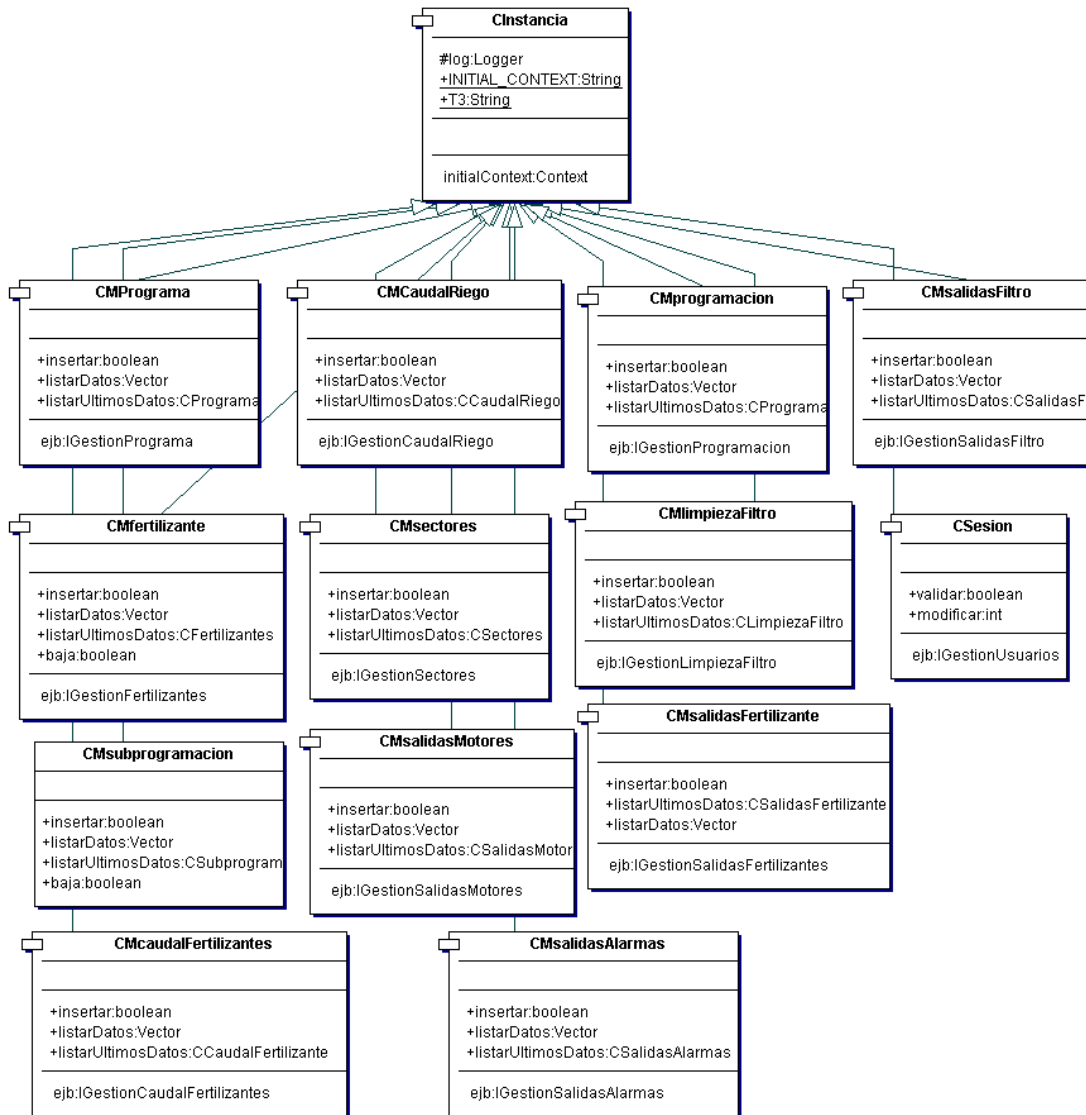 CInstancia
#log:Logger
+INITIAL_CONTEXT:String
+T3:String
initialContext:Context
CMPrograma
+insertar:boolean
+listarDatos:Vector
+listarUltimosDatos:CPrograma
ejb:IGestionPrograma
CMCaudalRiego
+insertar:boolean
+listarDatos:Vector
+listarUltimosDatos:CCaudalRiego
ejb:IGestionCaudalRiego
CMprogramacion
+insertar:boolean
+listarDatos:Vector
+listarUltimosDatos:CPrograma
ejb:IGestionProgramacion
CMsalidasFiltro
+insertar:boolean
+listarDatos:Vector
+listarUltimosDatos:CSalidasF
ejb:IGestionSalidasFiltro
CMfertilizante
+insertar:boolean
+listarDatos:Vector
+listarUltimosDatos:CFertilizantes
+baja:boolean
ejb:IGestionFertilizantes
CMsectores
+insertar:boolean
+listarDatos:Vector
+listarUltimosDatos:CSectores
ejb:IGestionSectores
CMlimpiezaFiltro
+insertar:boolean
+listarDatos:Vector
+listarUltimosDatos:CLimpiezaFiltro
ejb:IGestionLimpiezaFiltro
CSesion
+validar:boolean
+modificar:int
ejb:IGestionUsuarios
CMsubprogramacion
+insertar:boolean
+listarDatos:Vector
+listarUltimosDatos:CSubprogram
+baja:boolean
CMsalidasMotores
+insertar:boolean
+listarDatos:Vector
+listarUltimosDatos:CSalidasMotor
ejb:IGestionSalidasMotores
CMsalidasFertilizante
+insertar:boolean
+listarUltimosDatos:CSalidasFertilizante
+listarDatos:Vector
ejb:IGestionSalidasFertilizantes
CMcaudalFertilizantes
+insertar:boolean
+listarDatos:Vector
+listarUltimosDatos:CCaudalFertilizante
ejb:IGestionCaudalFertilizantes
CMsalidasAlarmas
+insertar:boolean
+listarDatos:Vector
+listarUltimosDatos:CSalidasAlarmas
ejb:IGestionSalidasAlarmas